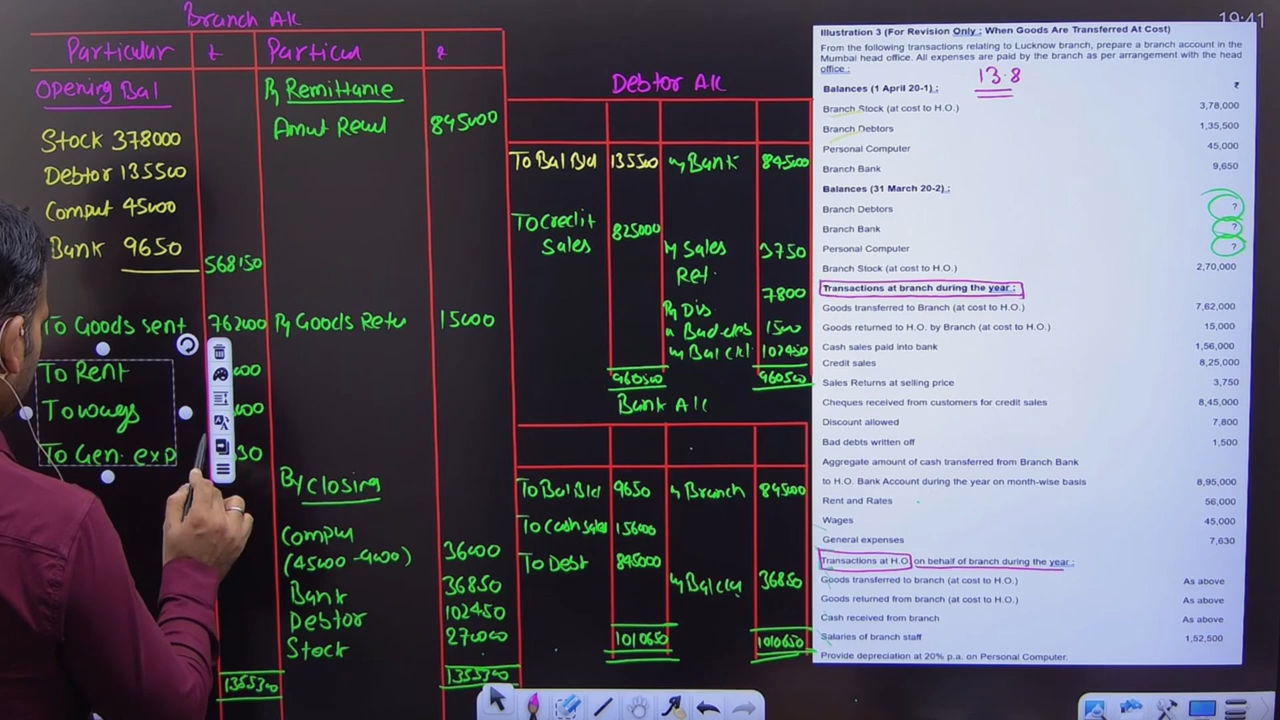 19:41
Branch A/c
Particular ₹ Particul ₹
Opening Bal
Stock 378000
Debtor 135500
Comput 45000
Bank 9650
568150
To Goods sent 762000
To Rent
To wages
To Gen. exp
1355300
By Remittance
Amut Recul 845000
By Goods Retu 15000
By closing
Comput
(45000-9000) 36000
Bank 36850
Debtor 102450
Stock 270000
1355300
Debtor A/c
To Bal B/d 135500 By Bank 845000
To credit Sales 825000
By Sales Ret. 3750
By Dis 7800
Bad debts 1500
By Bal c/d 102450
960500 960500
Bank A/c
To Bal B/d 9650 By Branch 895000
To cash sales 156000
To Debt 845000
By Bal c/d 36850
1010650 1010650
Illustration 3 (For Revision Only : When Goods Are Transferred At Cost)
From the following transactions relating to Lucknow branch, prepare a branch account in the
Mumbai head office. All expenses are paid by the branch as per arrangement with the head
office :
13.8
Balances (1 April 20-1) : ₹
Branch Stock (at cost to H.O.) 3,78,000
Branch Debtors 1,35,500
Personal Computer 45,000
Branch Bank 9,650
Balances (31 March 20-2) :
Branch Debtors ?
Branch Bank ?
Personal Computer ?
Branch Stock (at cost to H.O.) 2,70,000
Transactions at branch during the year :
Goods transferred to Branch (at cost to H.O.) 7,62,000
Goods returned to H.O. by Branch (at cost to H.O.) 15,000
Cash sales paid into bank 1,56,000
Credit sales 8,25,000
Sales Returns at selling price 3,750
Cheques received from customers for credit sales 8,45,000
Discount allowed 7,800
Bad debts written off 1,500
Aggregate amount of cash transferred from Branch Bank
to H.O. Bank Account during the year on month-wise basis 8,95,000
Rent and Rates 56,000
Wages 45,000
General expenses 7,630
Transactions at H.O on behalf of branch during the year :
Goods transferred to branch (at cost to H.O.) As above
Goods returned from branch (at cost to H.O.) As above
Cash received from branch As above
Salaries of branch staff 1,52,500
Provide depreciation at 20% p.a. on Personal Computer.